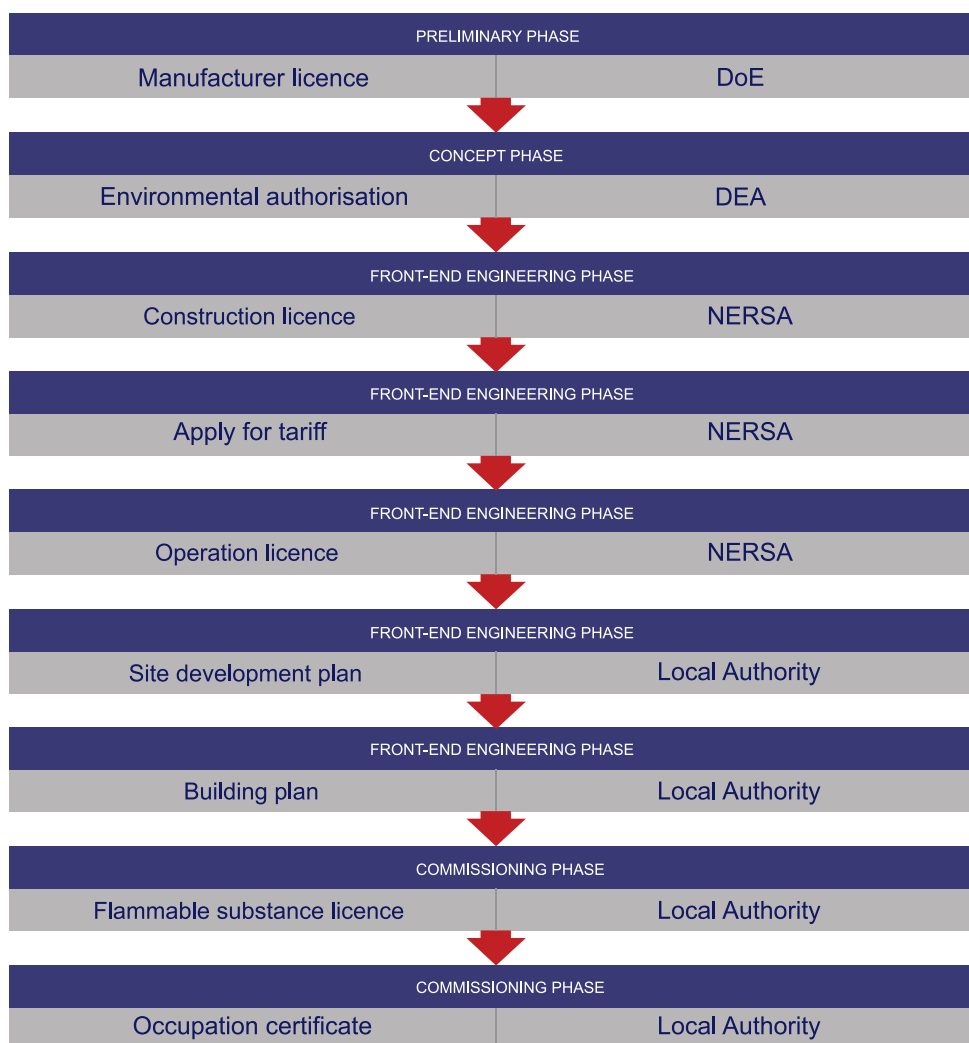 PRELIMINARY PHASE
Manufacturer licence DoE
CONCEPT PHASE
Environmental authorisation DEA
FRONT-END ENGINEERING PHASE
Construction licence NERSA
FRONT-END ENGINEERING PHASE
Apply for tariff NERSA
FRONT-END ENGINEERING PHASE
Operation licence NERSA
FRONT-END ENGINEERING PHASE
Site development plan Local Authority
FRONT-END ENGINEERING PHASE
Building plan Local Authority
COMMISSIONING PHASE
Flammable substance licence Local Authority
COMMISSIONING PHASE
Occupation certificate Local Authority